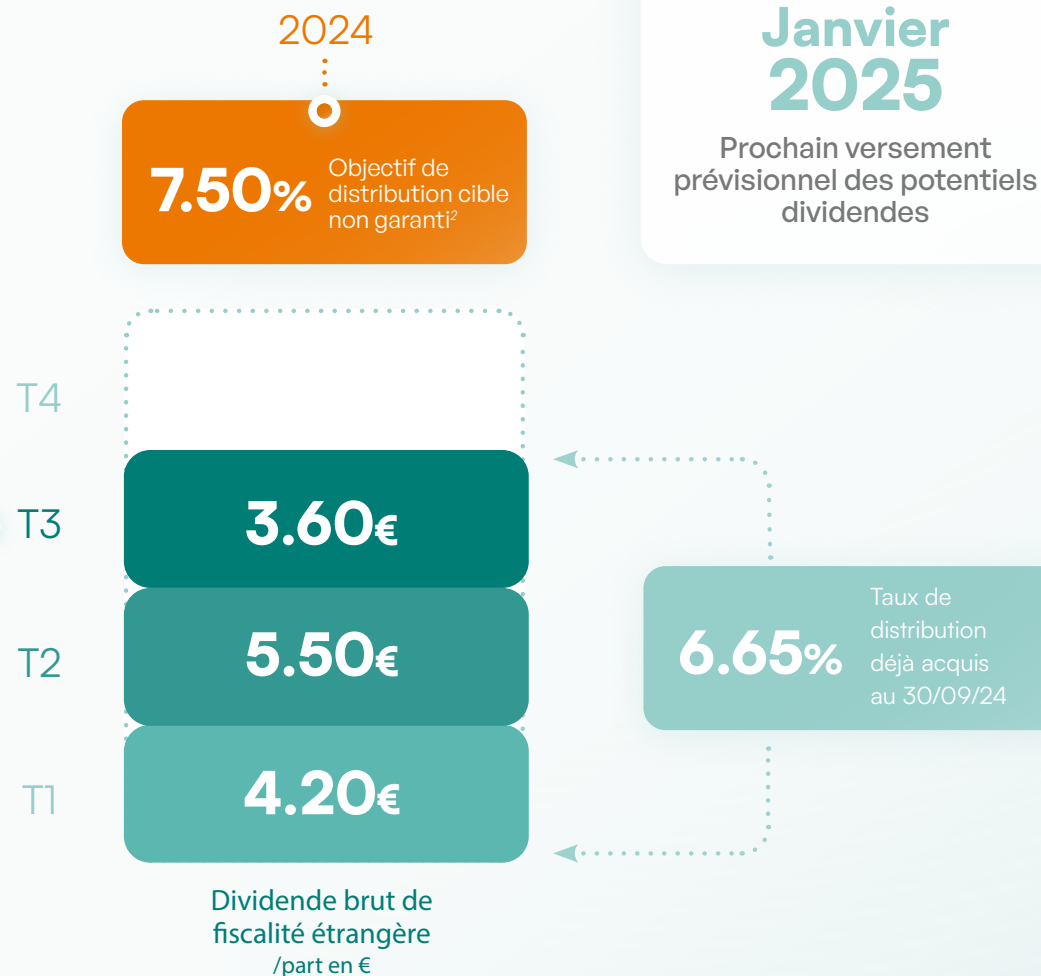 2024
7.50% Objectif de
distribution cible
non garanti²
Janvier
2025
Prochain versement
prévisionnel des potentiels
dividendes
T4
T3
3.60€
T2
5.50€
T1
4.20€
6.65% Taux de
distribution
déjà acquis
au 30/09/24
Dividende brut de
fiscalité étrangère
/part en €